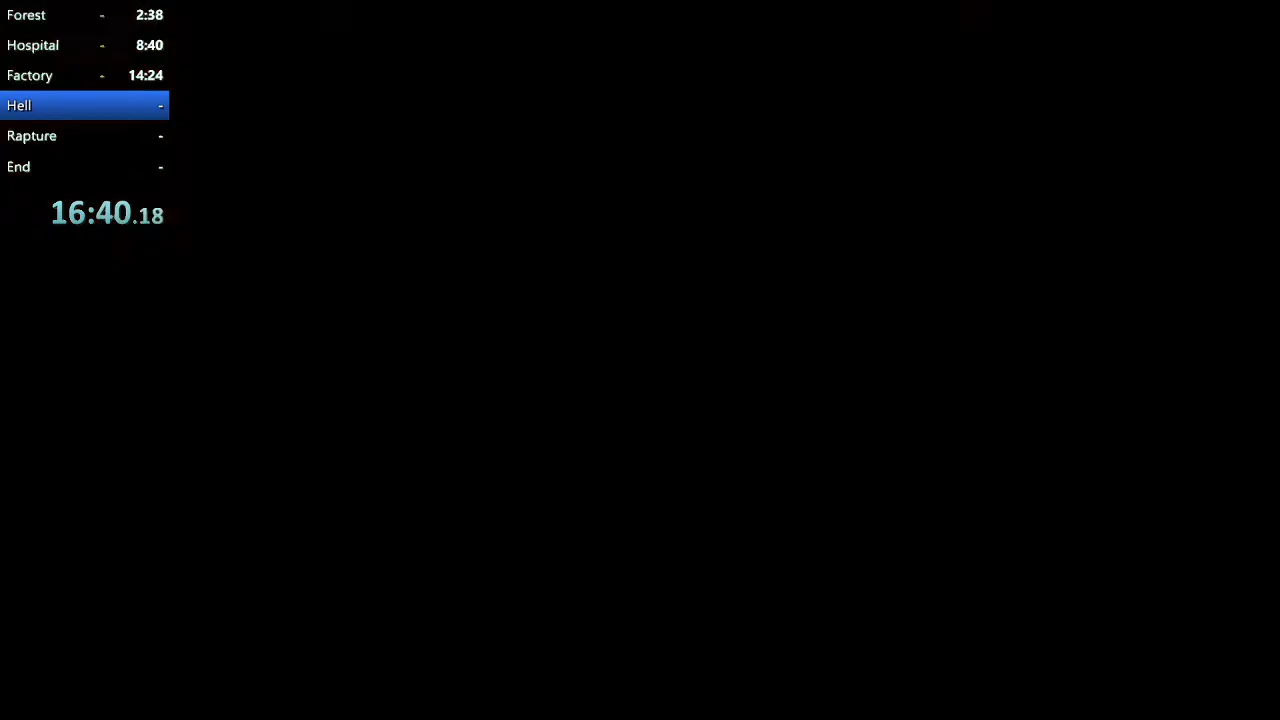 Forest - 2:38
Hospital - 8:40
Factory - 14:24
Hell -
Rapture -
End -
16:40.18